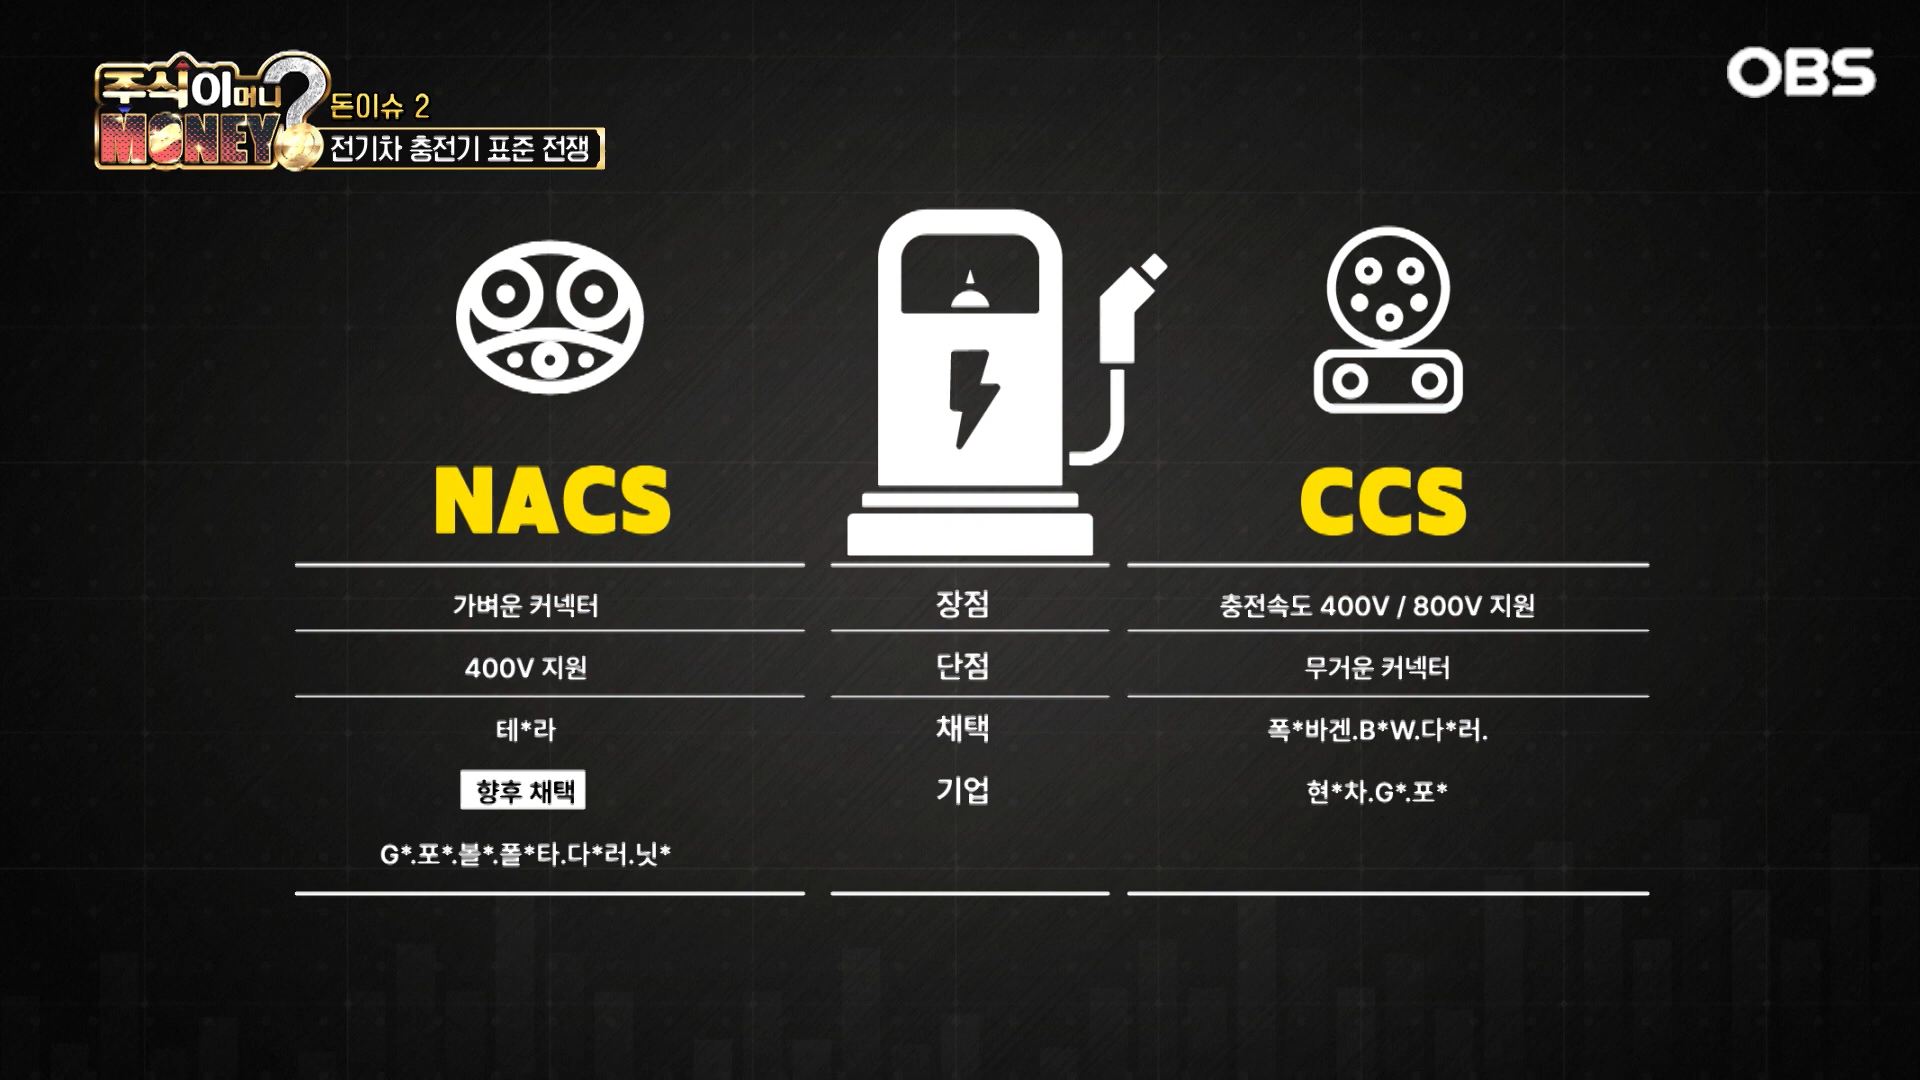 주식이머니
MONEY?
돈이슈 2
전기차 충전기 표준 전쟁
OBS
NACS
CCS
가벼운 커넥터
장점
충전속도 400V / 800V 지원
400V 지원
단점
무거운 커넥터
테*라
채택
폭*바겐.B*W.다*러.
향후 채택
기업
현*차.G*.포*
G*.포*.볼*.폴*타.다*러.닛*